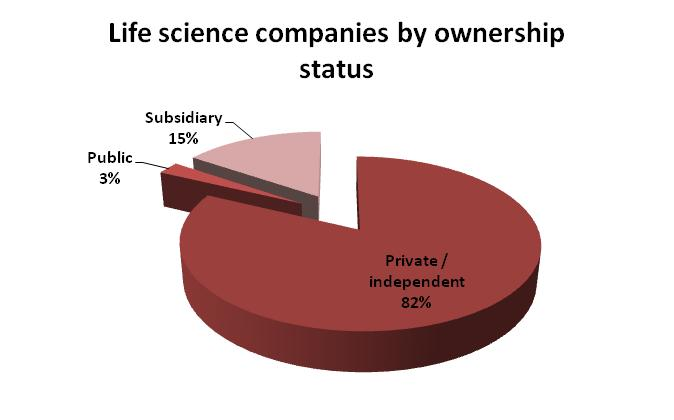 Life science companies by ownership
status
Subsidiary
15%
Public
3%
Private /
independent
82%